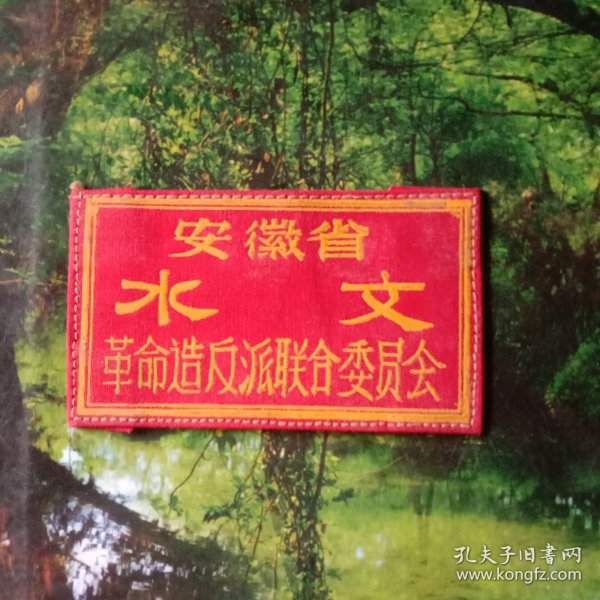 安徽省
水 文
革命造反派联合委员会
孔夫子旧书网
www.kongfz.com